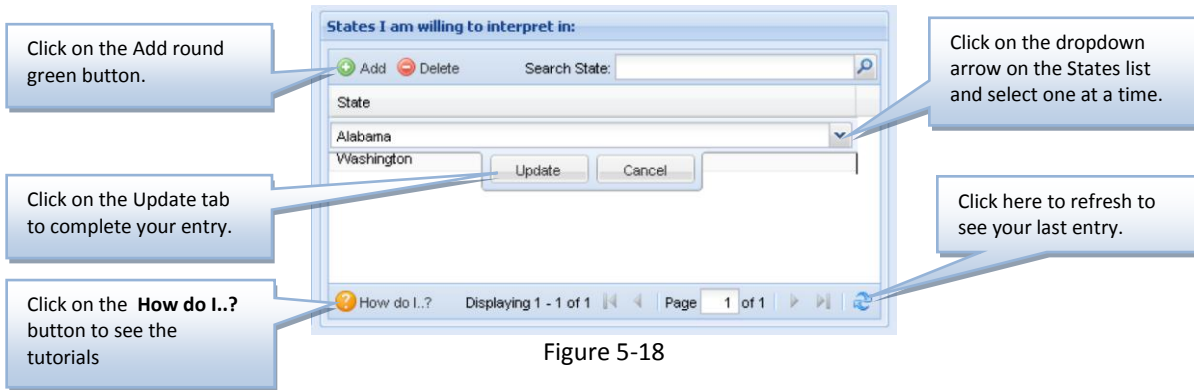 Click on the Add round
green button.
Click on the Update tab
to complete your entry.
Click on the How do I..?
button to see the
tutorials
States I am willing to interpret in:
Add Delete Search State:
State
Alabama
Washington
Update Cancel
How do I..? Displaying 1 - 1 of 1 Page 1 of 1
Click on the dropdown
arrow on the States list
and select one at a time.
Click here to refresh to
see your last entry.
Figure 5-18